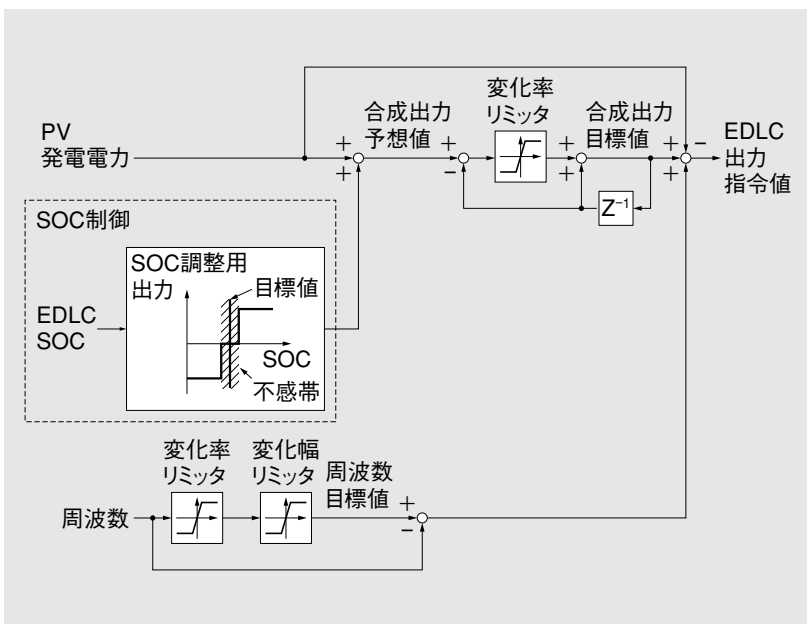 変化率
リミッタ
合成出力
予想値
合成出力
目標値
PV
発電電力
EDLC
出力
指令値
+
+
+
−
+
+
−
+
+
Z⁻¹
SOC制御
SOC調整用
出力
目標値
EDLC
SOC
SOC
不感帯
変化率
リミッタ
変化幅
リミッタ
周波数
目標値
周波数
+
−